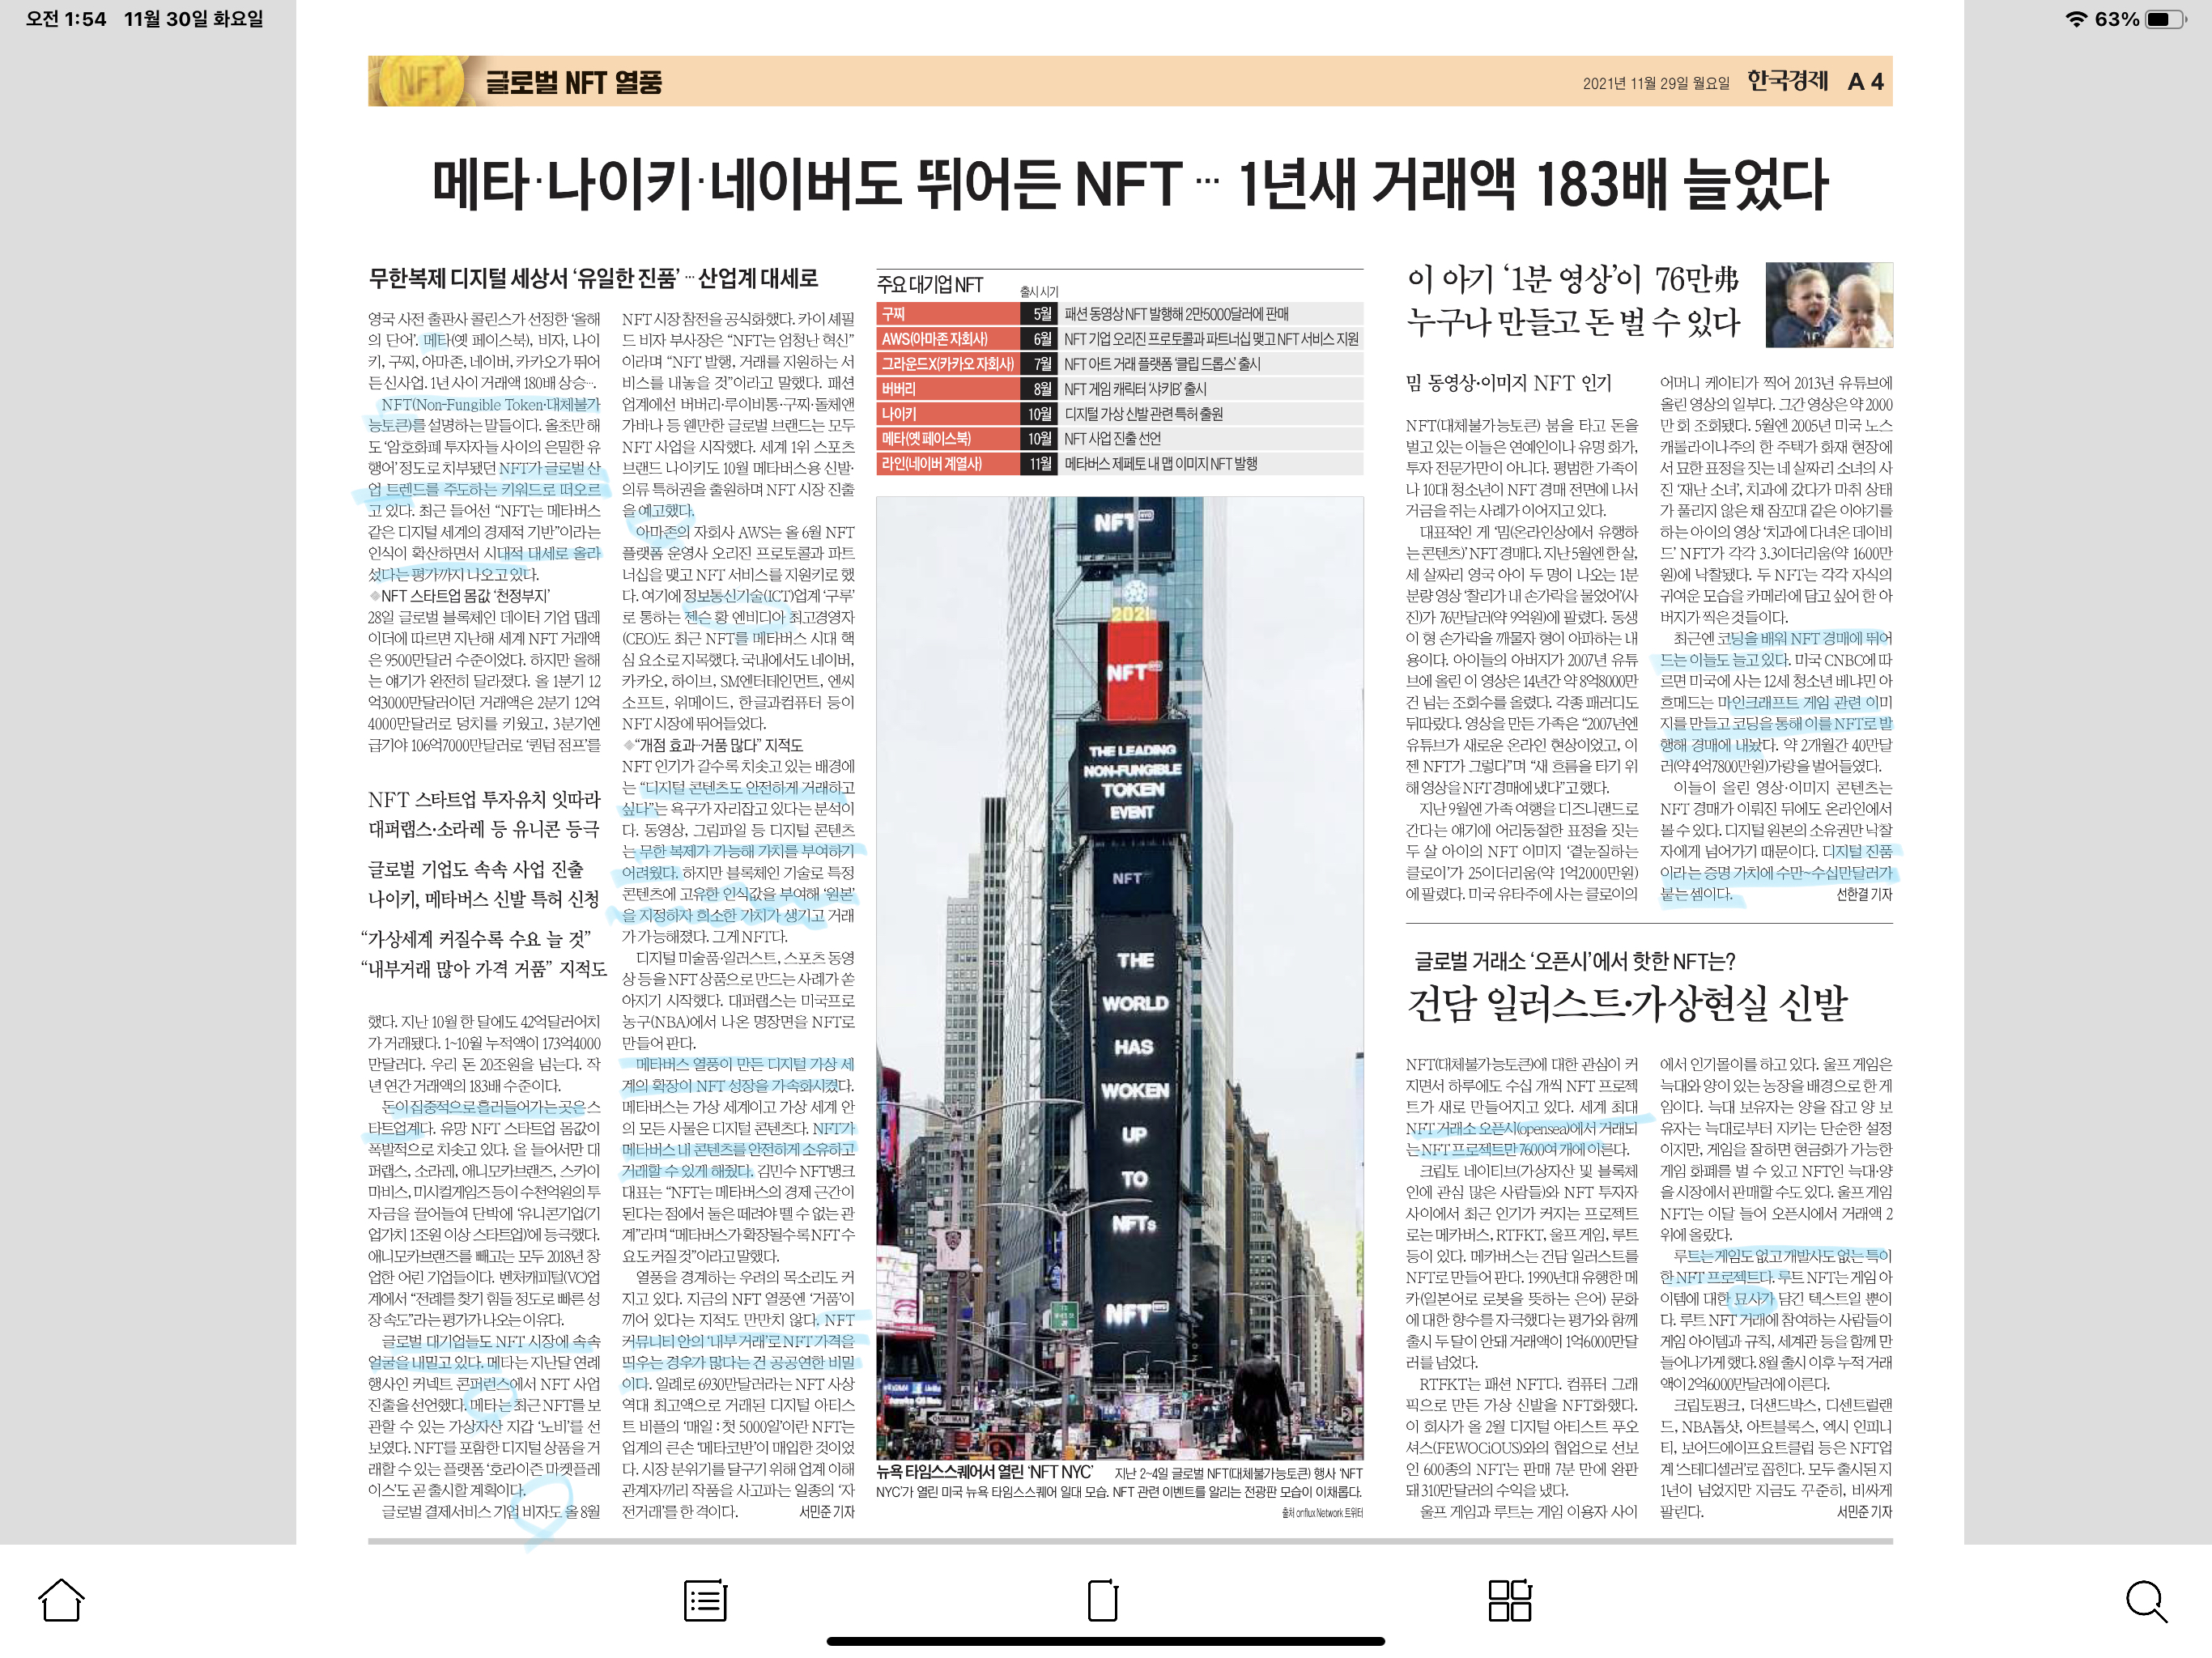 오전 1:54 11월 30일 화요일
63%
NFT
글로벌 NFT 열풍
2021년 11월 29일 월요일 한국경제 A 4
메타·나이키·네이버도 뛰어든 NFT … 1년새 거래액 183배 늘었다
무한복제 디지털 세상서 ‘유일한 진품’ … 산업계 대세로
영국 사전 출판사 콜린스가 선정한 ‘올해
의 단어’. 메타(옛 페이스북), 비자, 나이
키, 구찌, 아마존, 네이버, 카카오가 뛰어
든 신사업. 1년 사이 거래액 180배 상승….
NFT(Non-Fungible Token·대체불가
능토큰)를 설명하는 말들이다. 올초만 해
도 ‘암호화폐 투자자들 사이의 은밀한 유
행어’ 정도로 치부됐던 NFT가 글로벌 산
업 트렌드를 주도하는 키워드로 떠오르
고 있다. 최근 들어선 “NFT는 메타버스
같은 디지털 세계의 경제적 기반”이라는
인식이 확산하면서 시대적 대세로 올라
섰다는 평가까지 나오고 있다.
◆NFT 스타트업 몸값 ‘천정부지’
28일 글로벌 블록체인 데이터 기업 댑레
이더에 따르면 지난해 세계 NFT 거래액
은 9500만달러 수준이었다. 하지만 올해
는 얘기가 완전히 달라졌다. 올 1분기 12
억3000만달러이던 거래액은 2분기 12억
4000만달러로 덩치를 키웠고, 3분기엔
급기야 106억7000만달러로 ‘퀀텀 점프’를
NFT 스타트업 투자유치 잇따라
대퍼랩스·소라레 등 유니콘 등극
글로벌 기업도 속속 사업 진출
나이키, 메타버스 신발 특허 신청
“가상세계 커질수록 수요 늘 것”
“내부거래 많아 가격 거품” 지적도
했다. 지난 10월 한 달에도 42억달러어치
가 거래됐다. 1~10월 누적액이 173억4000
만달러다. 우리 돈 20조원을 넘는다. 작
년 연간 거래액의 183배 수준이다.
돈이 집중적으로 흘러들어가는 곳은 스
타트업계다. 유망 NFT 스타트업 몸값이
폭발적으로 치솟고 있다. 올 들어서만 대
퍼랩스, 소라레, 애니모카브랜즈, 스카이
마비스, 미시컬게임즈 등이 수천억원의 투
자금을 끌어들여 단박에 ‘유니콘기업(기
업가치 1조원 이상 스타트업)’에 등극했다.
애니모카브랜즈를 빼고는 모두 2018년 창
업한 어린 기업들이다. 벤처캐피털(VC)업
계에서 “전례를 찾기 힘들 정도로 빠른 성
장 속도”라는 평가가 나오는 이유다.
글로벌 대기업들도 NFT 시장에 속속
얼굴을 내밀고 있다. 메타는 지난달 연례
행사인 커넥트 콘퍼런스에서 NFT 사업
진출을 선언했다. 메타는 최근 NFT를 보
관할 수 있는 가상자산 지갑 ‘노비’를 선
보였다. NFT를 포함한 디지털 상품을 거
래할 수 있는 플랫폼 ‘호라이즌 마켓플레
이스’도 곧 출시할 계획이다.
글로벌 결제서비스 기업 비자도 올 8월
NFT 시장 참전을 공식화했다. 카이 셰필
드 비자 부사장은 “NFT는 엄청난 혁신”
이라며 “NFT 발행, 거래를 지원하는 서
비스를 내놓을 것”이라고 말했다. 패션
업계에선 버버리·루이비통·구찌·돌체앤
가바나 등 웬만한 글로벌 브랜드는 모두
NFT 사업을 시작했다. 세계 1위 스포츠
브랜드 나이키도 10월 메타버스용 신발·
의류 특허권을 출원하며 NFT 시장 진출
을 예고했다.
아마존의 자회사 AWS는 올 6월 NFT
플랫폼 운영사 오리진 프로토콜과 파트
너십을 맺고 NFT 서비스를 지원키로 했
다. 여기에 정보통신기술(ICT)업계 ‘구루’
로 통하는 젠슨 황 엔비디아 최고경영자
(CEO)도 최근 NFT를 메타버스 시대 핵
심 요소로 지목했다. 국내에서도 네이버,
카카오, 하이브, SM엔터테인먼트, 엔씨
소프트, 위메이드, 한글과컴퓨터 등이
NFT 시장에 뛰어들었다.
◆“개점 효과…거품 많다” 지적도
NFT 인기가 갈수록 치솟고 있는 배경에
는 “디지털 콘텐츠도 안전하게 거래하고
싶다”는 욕구가 자리잡고 있다는 분석이
다. 동영상, 그림파일 등 디지털 콘텐츠
는 무한 복제가 가능해 가치를 부여하기
어려웠다. 하지만 블록체인 기술로 특정
콘텐츠에 고유한 인식값을 부여해 ‘원본’
을 지정하자 희소한 가치가 생기고 거래
가 가능해졌다. 그게 NFT다.
디지털 미술품·일러스트, 스포츠 동영
상 등을 NFT 상품으로 만드는 사례가 쏟
아지기 시작했다. 대퍼랩스는 미국프로
농구(NBA)에서 나온 명장면을 NFT로
만들어 판다.
메타버스 열풍이 만든 디지털 가상 세
계의 확장이 NFT 성장을 가속화시켰다.
메타버스는 가상 세계이고 가상 세계 안
의 모든 사물은 디지털 콘텐츠다. NFT가
메타버스 내 콘텐츠를 안전하게 소유하고
거래할 수 있게 해줬다. 김민수 NFT뱅크
대표는 “NFT는 메타버스의 경제 근간이
된다는 점에서 둘은 떼려야 뗄 수 없는 관
계”라며 “메타버스가 확장될수록 NFT 수
요도 커질 것”이라고 말했다.
열풍을 경계하는 우려의 목소리도 커
지고 있다. 지금의 NFT 열풍엔 ‘거품’이
끼어 있다는 지적도 만만치 않다. NFT
커뮤니티 안의 ‘내부 거래’로 NFT 가격을
띄우는 경우가 많다는 건 공공연한 비밀
이다. 일례로 6930만달러라는 NFT 사상
역대 최고액으로 거래된 디지털 아티스
트 비플의 ‘매일 : 첫 5000일’이란 NFT는
업계의 큰손 ‘메타코반’이 매입한 것이었
다. 시장 분위기를 달구기 위해 업계 이해
관계자끼리 작품을 사고파는 일종의 ‘자
전거래’를 한 격이다. 서민준 기자
주요 대기업 NFT
출시 시기
구찌 5월 패션 동영상 NFT 발행해 2만5000달러에 판매
AWS(아마존 자회사) 6월 NFT 기업 오리진 프로토콜과 파트너십 맺고 NFT 서비스 지원
그라운드X(카카오 자회사) 7월 NFT 아트 거래 플랫폼 ‘클립 드롭스’ 출시
버버리 8월 NFT 게임 캐릭터 ‘샤키B’ 출시
나이키 10월 디지털 가상 신발 관련 특허 출원
메타(옛 페이스북) 10월 NFT 사업 진출 선언
라인(네이버 계열사) 11월 메타버스 제페토 내 맵 이미지 NFT 발행
NFT NYC
2021
NFT NYC
THE LEADING
NON-FUNGIBLE
TOKEN
EVENT
NFT
THE
WORLD
HAS
WOKEN
UP
TO
NFTs
NFT NYC
ONE WAY
뉴욕 타임스스퀘어서 열린 ‘NFT NYC’ 지난 2~4일 글로벌 NFT(대체불가능토큰) 행사 ‘NFT
NYC’가 열린 미국 뉴욕 타임스스퀘어 일대 모습. NFT 관련 이벤트를 알리는 전광판 모습이 이채롭다.
출처 onflux Network 트위터
이 아기 ‘1분 영상’이 76만弗
누구나 만들고 돈 벌 수 있다
밈 동영상·이미지 NFT 인기
NFT(대체불가능토큰) 붐을 타고 돈을
벌고 있는 이들은 연예인이나 유명 화가,
투자 전문가만이 아니다. 평범한 가족이
나 10대 청소년이 NFT 경매 전면에 나서
거금을 쥐는 사례가 이어지고 있다.
대표적인 게 ‘밈(온라인상에서 유행하
는 콘텐츠)’ NFT 경매다. 지난 5월엔 한 살,
세 살짜리 영국 아이 두 명이 나오는 1분
분량 영상 ‘찰리가 내 손가락을 물었어’(사
진)가 76만달러(약 9억원)에 팔렸다. 동생
이 형 손가락을 깨물자 형이 아파하는 내
용이다. 아이들의 아버지가 2007년 유튜
브에 올린 이 영상은 14년간 약 8억8000만
건 넘는 조회수를 올렸다. 각종 패러디도
뒤따랐다. 영상을 만든 가족은 “2007년엔
유튜브가 새로운 온라인 현상이었고, 이
젠 NFT가 그렇다”며 “새 흐름을 타기 위
해 영상을 NFT 경매에 냈다”고 했다.
지난 9월엔 가족 여행을 디즈니랜드로
간다는 얘기에 어리둥절한 표정을 짓는
두 살 아이의 NFT 이미지 ‘곁눈질하는
클로이’가 25이더리움(약 1억2000만원)
에 팔렸다. 미국 유타주에 사는 클로이의
어머니 케이티가 찍어 2013년 유튜브에
올린 영상의 일부다. 그간 영상은 약 2000
만 회 조회됐다. 5월엔 2005년 미국 노스
캐롤라이나주의 한 주택가 화재 현장에
서 묘한 표정을 짓는 네 살짜리 소녀의 사
진 ‘재난 소녀’, 치과에 갔다가 마취 상태
가 풀리지 않은 채 잠꼬대 같은 이야기를
하는 아이의 영상 ‘치과에 다녀온 데이비
드’ NFT가 각각 3.3이더리움(약 1600만
원)에 낙찰됐다. 두 NFT는 각각 자식의
귀여운 모습을 카메라에 담고 싶어 한 아
버지가 찍은 것들이다.
최근엔 코딩을 배워 NFT 경매에 뛰어
드는 이들도 늘고 있다. 미국 CNBC에 따
르면 미국에 사는 12세 청소년 베냐민 아
흐메드는 마인크래프트 게임 관련 이미
지를 만들고 코딩을 통해 이를 NFT로 발
행해 경매에 내놨다. 약 2개월간 40만달
러(약 4억7800만원)가량을 벌어들였다.
이들이 올린 영상·이미지 콘텐츠는
NFT 경매가 이뤄진 뒤에도 온라인에서
볼 수 있다. 디지털 원본의 소유권만 낙찰
자에게 넘어가기 때문이다. 디지털 진품
이라는 증명 가치에 수만~수십만달러가
붙는 셈이다. 선한결 기자
글로벌 거래소 ‘오픈시’에서 핫한 NFT는?
건담 일러스트·가상현실 신발
NFT(대체불가능토큰)에 대한 관심이 커
지면서 하루에도 수십 개씩 NFT 프로젝
트가 새로 만들어지고 있다. 세계 최대
NFT 거래소 오픈시(opensea)에서 거래되
는 NFT 프로젝트만 7600여 개에 이른다.
크립토 네이티브(가상자산 및 블록체
인에 관심 많은 사람들)와 NFT 투자자
사이에서 최근 인기가 커지는 프로젝트
로는 메카버스, RTFKT, 울프 게임, 루트
등이 있다. 메카버스는 건담 일러스트를
NFT로 만들어 판다. 1990년대 유행한 메
카(일본어로 로봇을 뜻하는 은어) 문화
에 대한 향수를 자극했다는 평가와 함께
출시 두 달이 안돼 거래액이 1억6000만달
러를 넘었다.
RTFKT는 패션 NFT다. 컴퓨터 그래
픽으로 만든 가상 신발을 NFT화했다.
이 회사가 올 2월 디지털 아티스트 푸오
셔스(FEWOCiOUS)와의 협업으로 선보
인 600종의 NFT는 판매 7분 만에 완판
돼 310만달러의 수익을 냈다.
울프 게임과 루트는 게임 이용자 사이
에서 인기몰이를 하고 있다. 울프 게임은
늑대와 양이 있는 농장을 배경으로 한 게
임이다. 늑대 보유자는 양을 잡고 양 보
유자는 늑대로부터 지키는 단순한 설정
이지만, 게임을 잘하면 현금화가 가능한
게임 화폐를 벌 수 있고 NFT인 늑대·양
을 시장에서 판매할 수도 있다. 울프 게임
NFT는 이달 들어 오픈시에서 거래액 2
위에 올랐다.
루트는 게임도 없고 개발사도 없는 특이
한 NFT 프로젝트다. 루트 NFT는 게임 아
이템에 대한 묘사가 담긴 텍스트일 뿐이
다. 루트 NFT 거래에 참여하는 사람들이
게임 아이템과 규칙, 세계관 등을 함께 만
들어나가게 했다. 8월 출시 이후 누적 거래
액이 2억6000만달러에 이른다.
크립토핑크, 더샌드박스, 디센트럴랜
드, NBA톱샷, 아트블록스, 엑시 인피니
티, 보어드에이프요트클럽 등은 NFT업
계 ‘스테디셀러’로 꼽힌다. 모두 출시된 지
1년이 넘었지만 지금도 꾸준히, 비싸게
팔린다. 서민준 기자